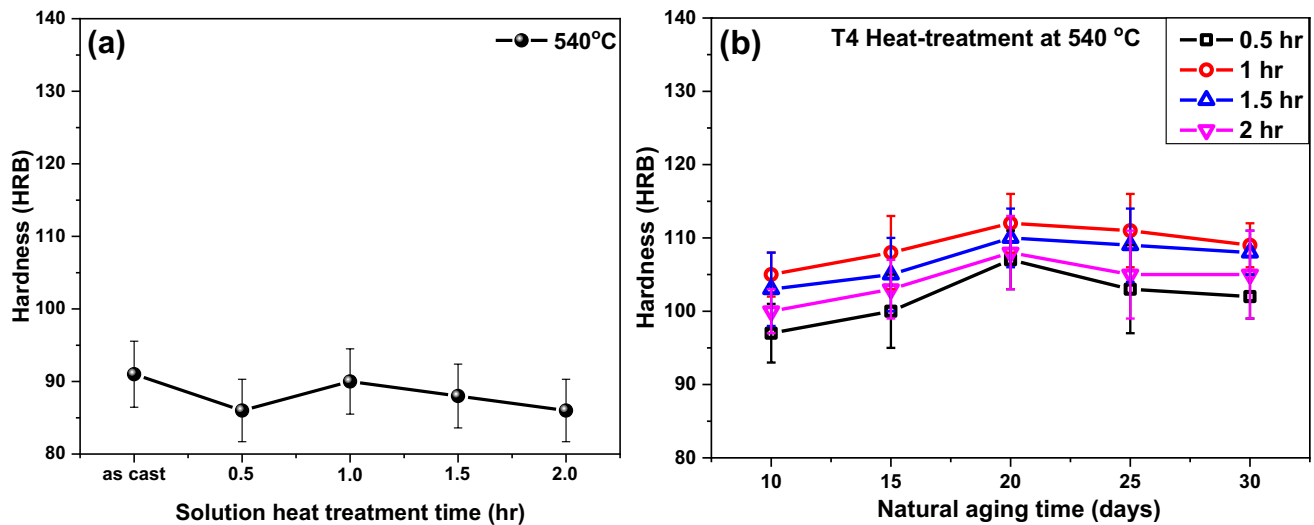 (a)
540°C
Hardness (HRB)
140
130
120
110
100
90
80
as cast 0.5 1.0 1.5 2.0
Solution heat treatment time (hr)
(b)
T4 Heat-treatment at 540 °C
0.5 hr
1 hr
1.5 hr
2 hr
Hardness (HRB)
140
130
120
110
100
90
80
10 15 20 25 30
Natural aging time (days)